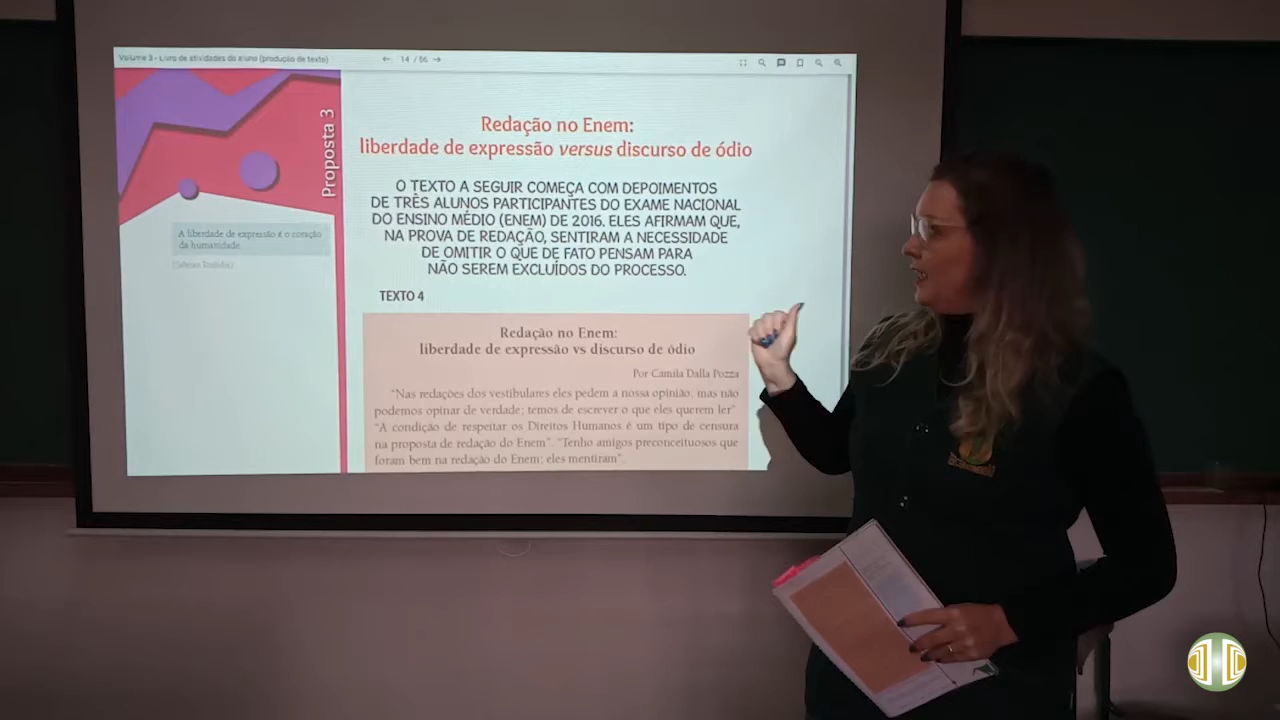 Volume 3 - Livro de atividades do aluno (produção de texto)
14 / 56
Proposta 3
A liberdade de expressão é o coração
da humanidade.
Redação no Enem:
liberdade de expressão versus discurso de ódio
O TEXTO A SEGUIR COMEÇA COM DEPOIMENTOS
DE TRÊS ALUNOS PARTICIPANTES DO EXAME NACIONAL
DO ENSINO MÉDIO (ENEM) DE 2016. ELES AFIRMAM QUE,
NA PROVA DE REDAÇÃO, SENTIRAM A NECESSIDADE
DE OMITIR O QUE DE FATO PENSAM PARA
NÃO SEREM EXCLUÍDOS DO PROCESSO.
TEXTO 4
Redação no Enem:
liberdade de expressão vs discurso de ódio
Por Camila Dalla Pozza
"Nas redações dos vestibulares eles pedem a nossa opinião, mas não
podemos opinar de verdade; temos de escrever o que eles querem ler"
"A condição de respeitar os Direitos Humanos é um tipo de censura
na proposta de redação do Enem". "Tenho amigos preconceituosos que
foram bem na redação do Enem; eles mentiram".